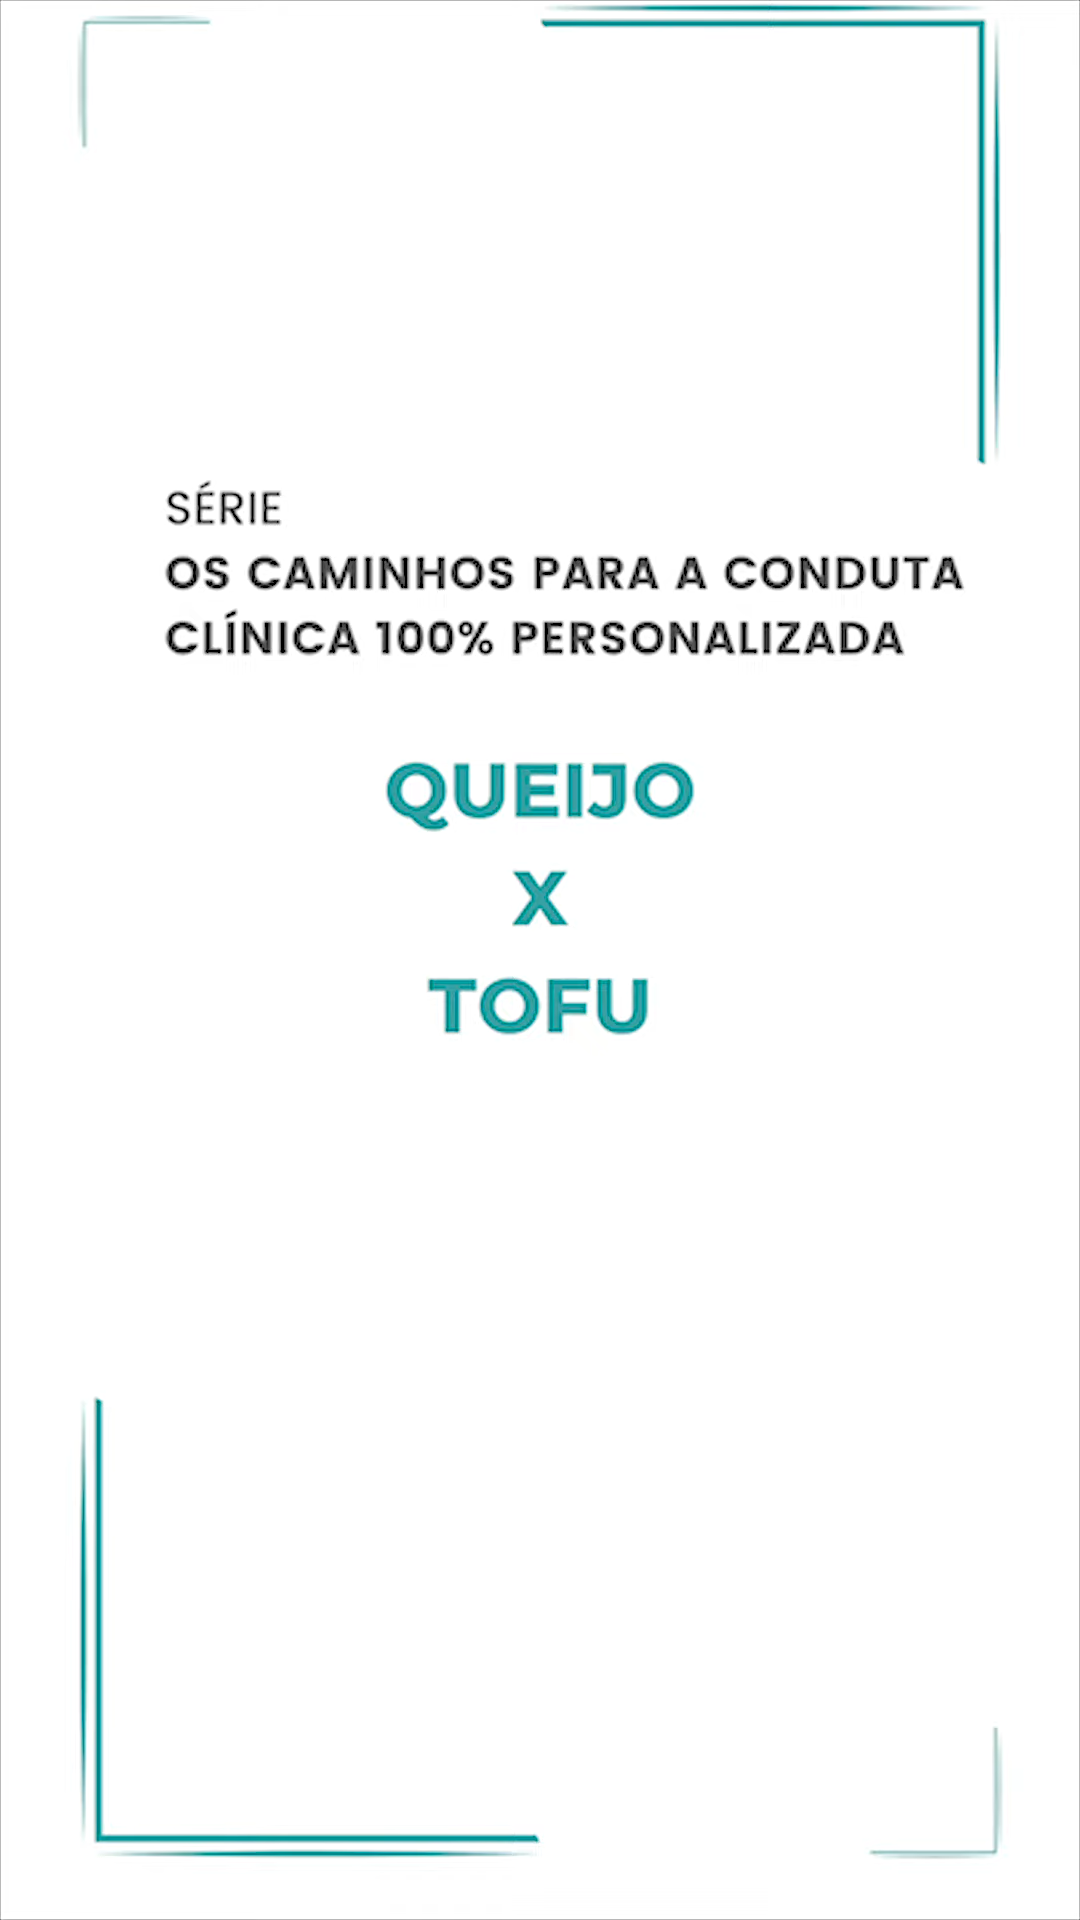 SÉRIE
OS CAMINHOS PARA A CONDUTA
CLÍNICA 100% PERSONALIZADA
QUEIJO
X
TOFU